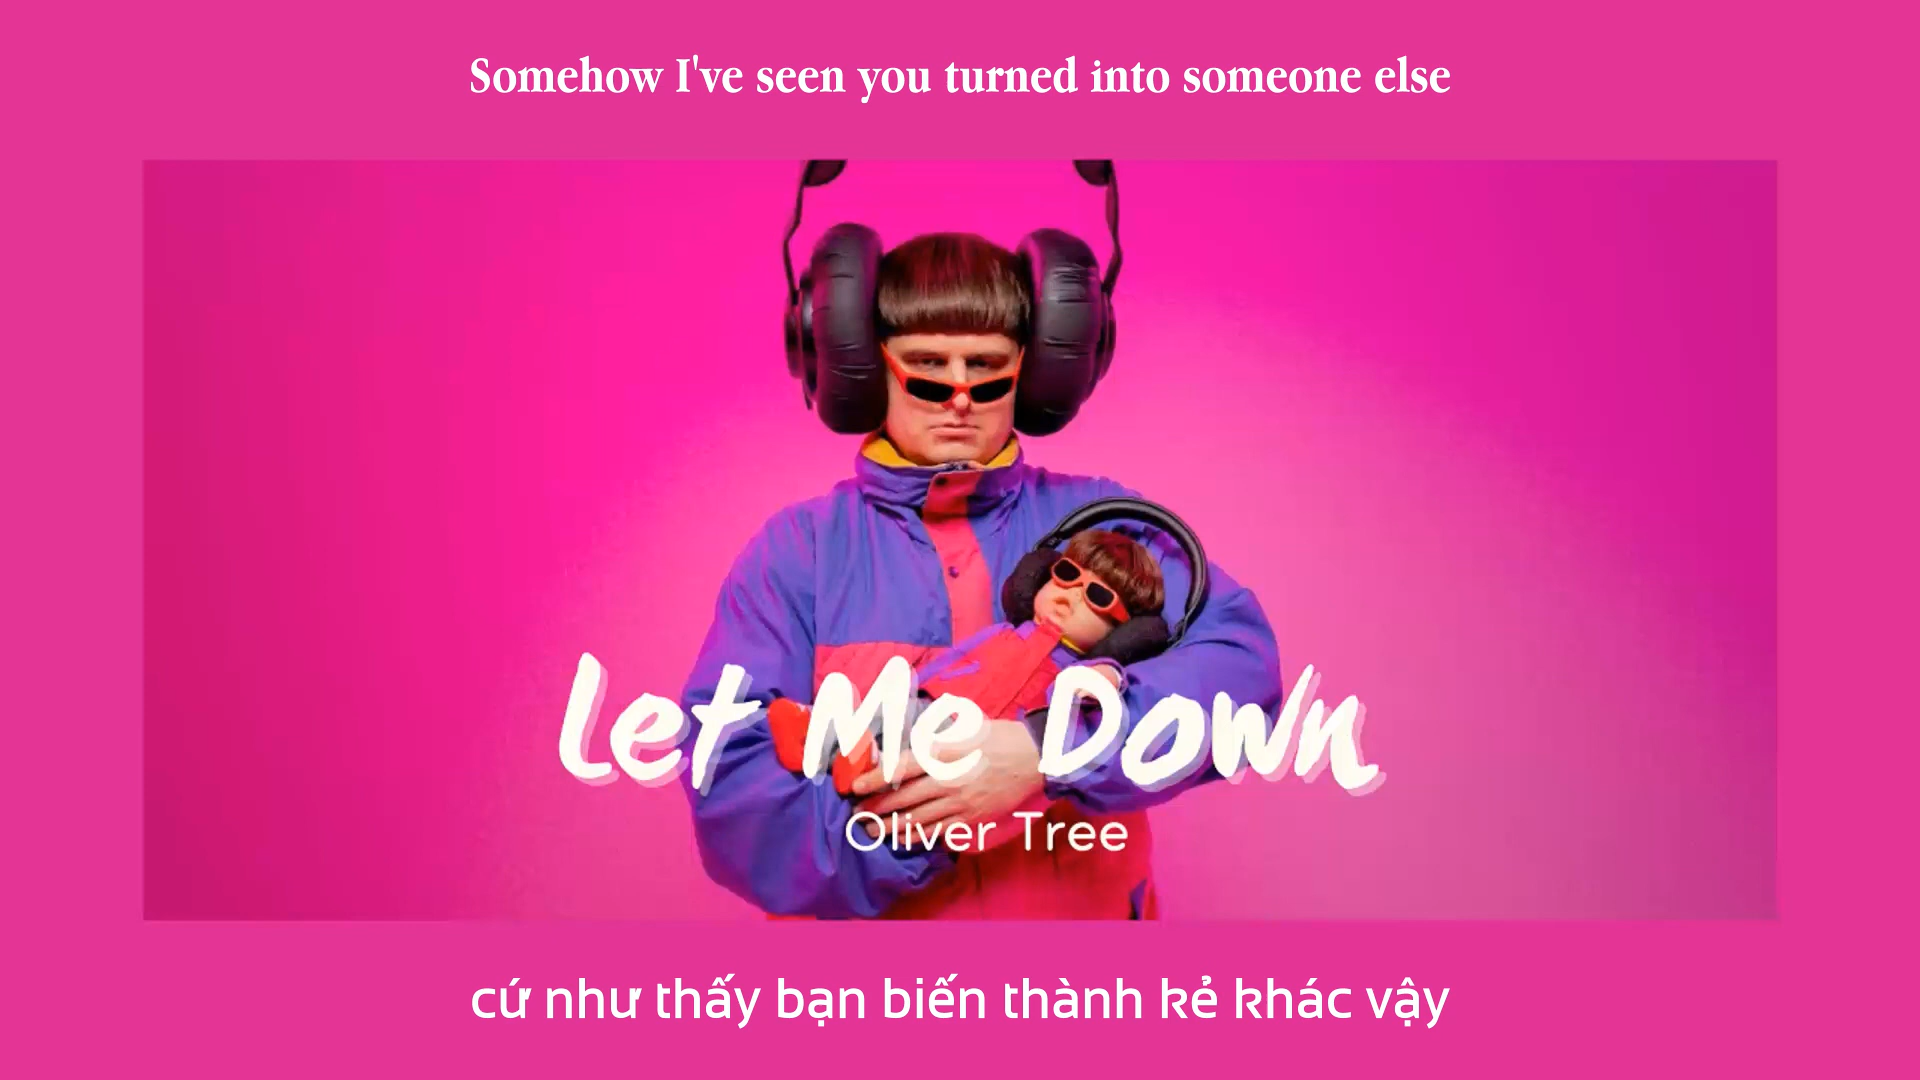 Somehow I've seen you turned into someone else
Let Me Down
Oliver Tree
cứ như thấy bạn biến thành kẻ khác vậy